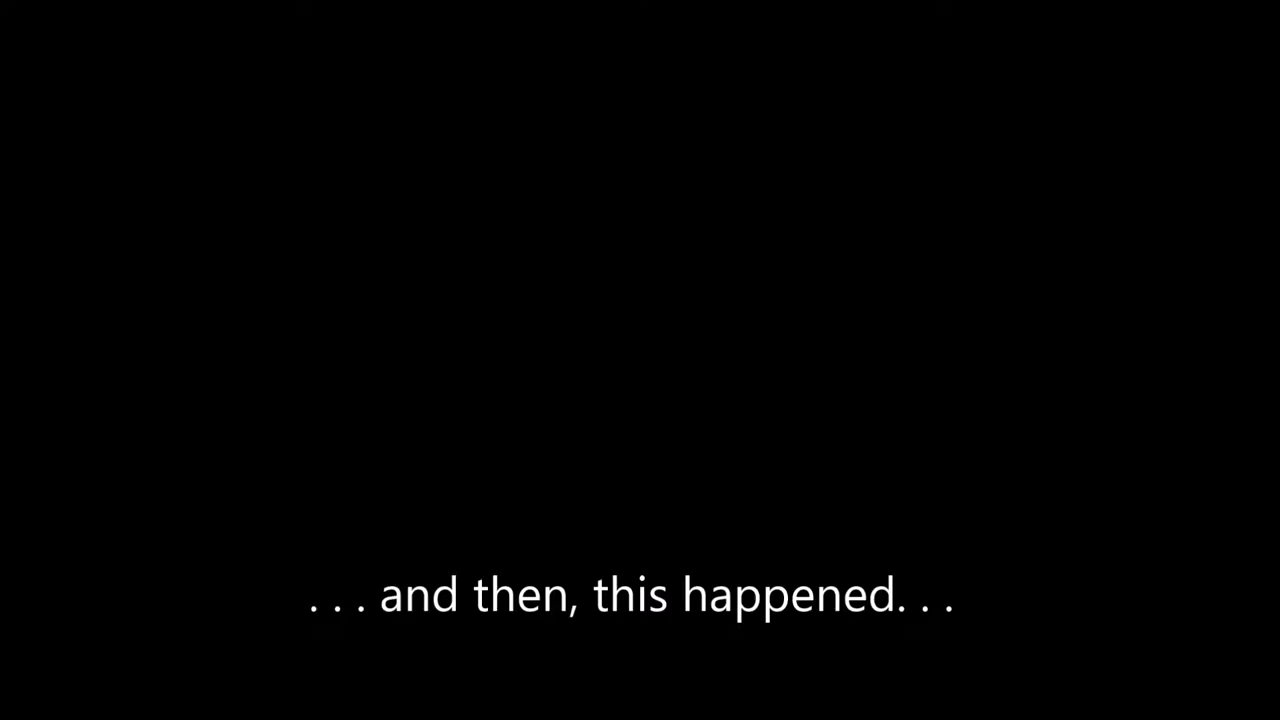 . . . and then, this happened. . .